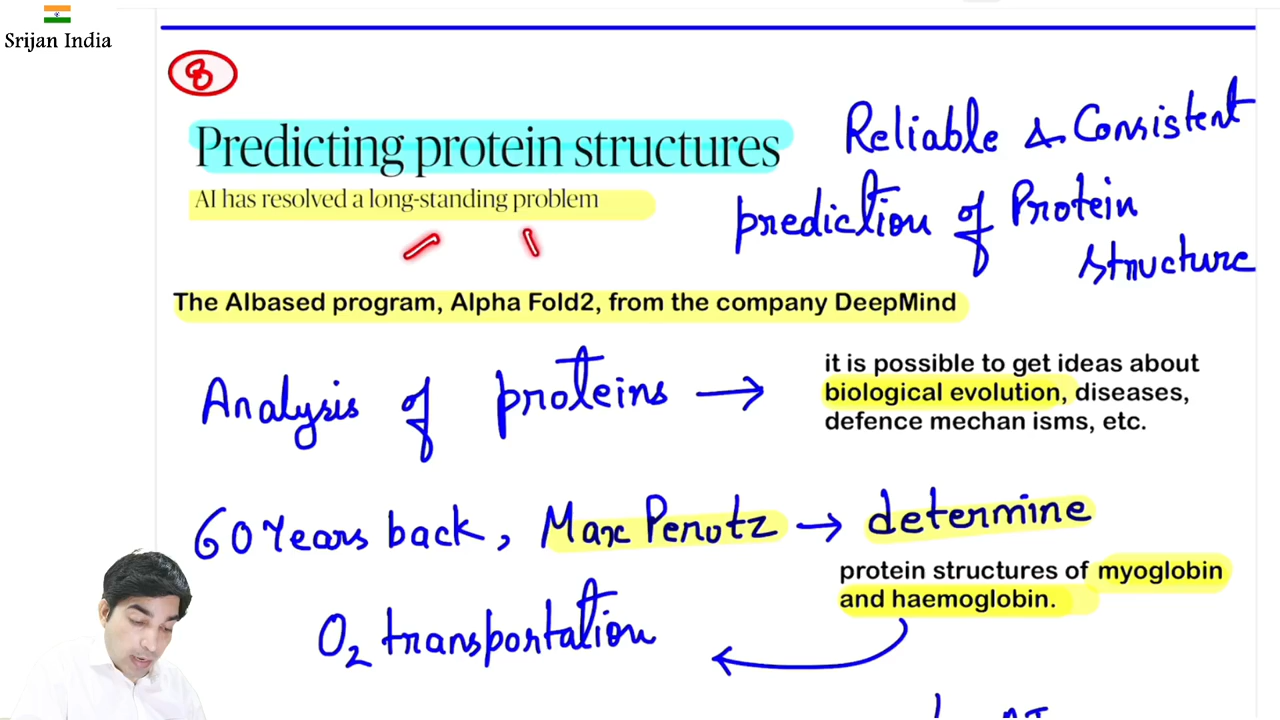 Srijan India
8
Predicting protein structures
AI has resolved a long-standing problem
Reliable & Consistent
prediction of Protein
structure
The AIbased program, Alpha Fold2, from the company DeepMind
Analysis of proteins →
it is possible to get ideas about
biological evolution, diseases,
defence mechan isms, etc.
60 Years back, Max Perutz → determine
protein structures of myoglobin
and haemoglobin.
O2 transportation